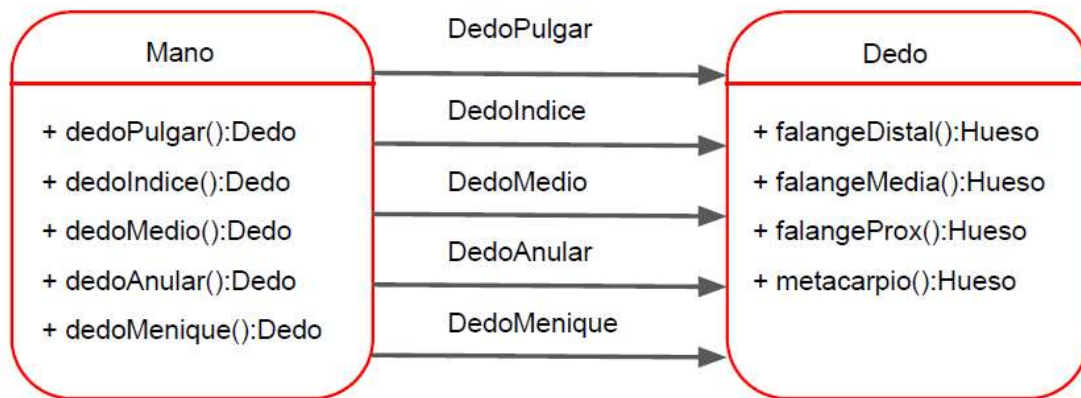 Mano
+ dedoPulgar():Dedo
+ dedoIndice():Dedo
+ dedoMedio():Dedo
+ dedoAnular():Dedo
+ dedoMenique():Dedo
DedoPulgar
DedoIndice
DedoMedio
DedoAnular
DedoMenique
Dedo
+ falangeDistal():Hueso
+ falangeMedia():Hueso
+ falangeProx():Hueso
+ metacarpio():Hueso